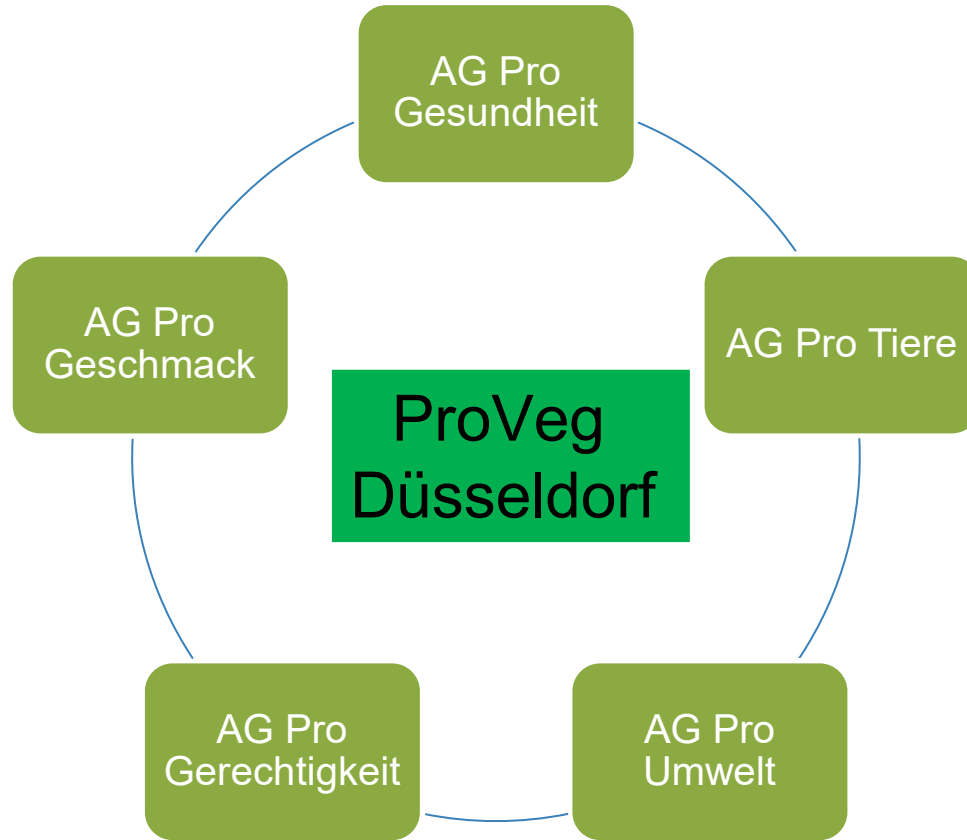 AG Pro
Gesundheit
AG Pro
Geschmack
AG Pro Tiere
ProVeg
Düsseldorf
AG Pro
Gerechtigkeit
AG Pro
Umwelt